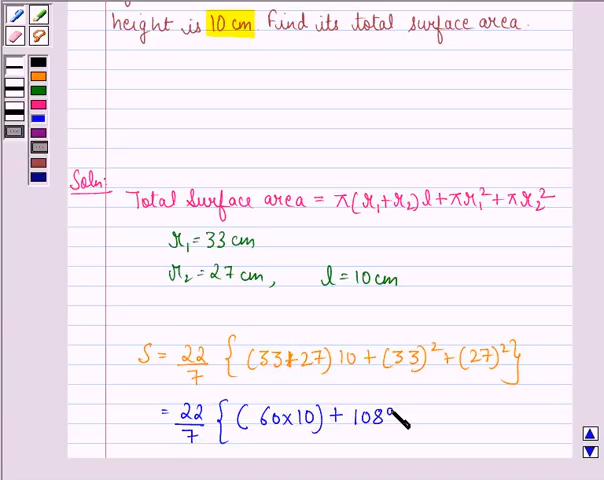 height is 10 cm. Find its total surface area.
Soln: Total surface area = π(r₁+r₂)l+πr₁²+πr₂²
r₁=33 cm
r₂=27 cm, l=10 cm
S = 22/7 { (33+27) 10 + (33)² + (27)² }
= 22/7 { ( 60×10) + 1089